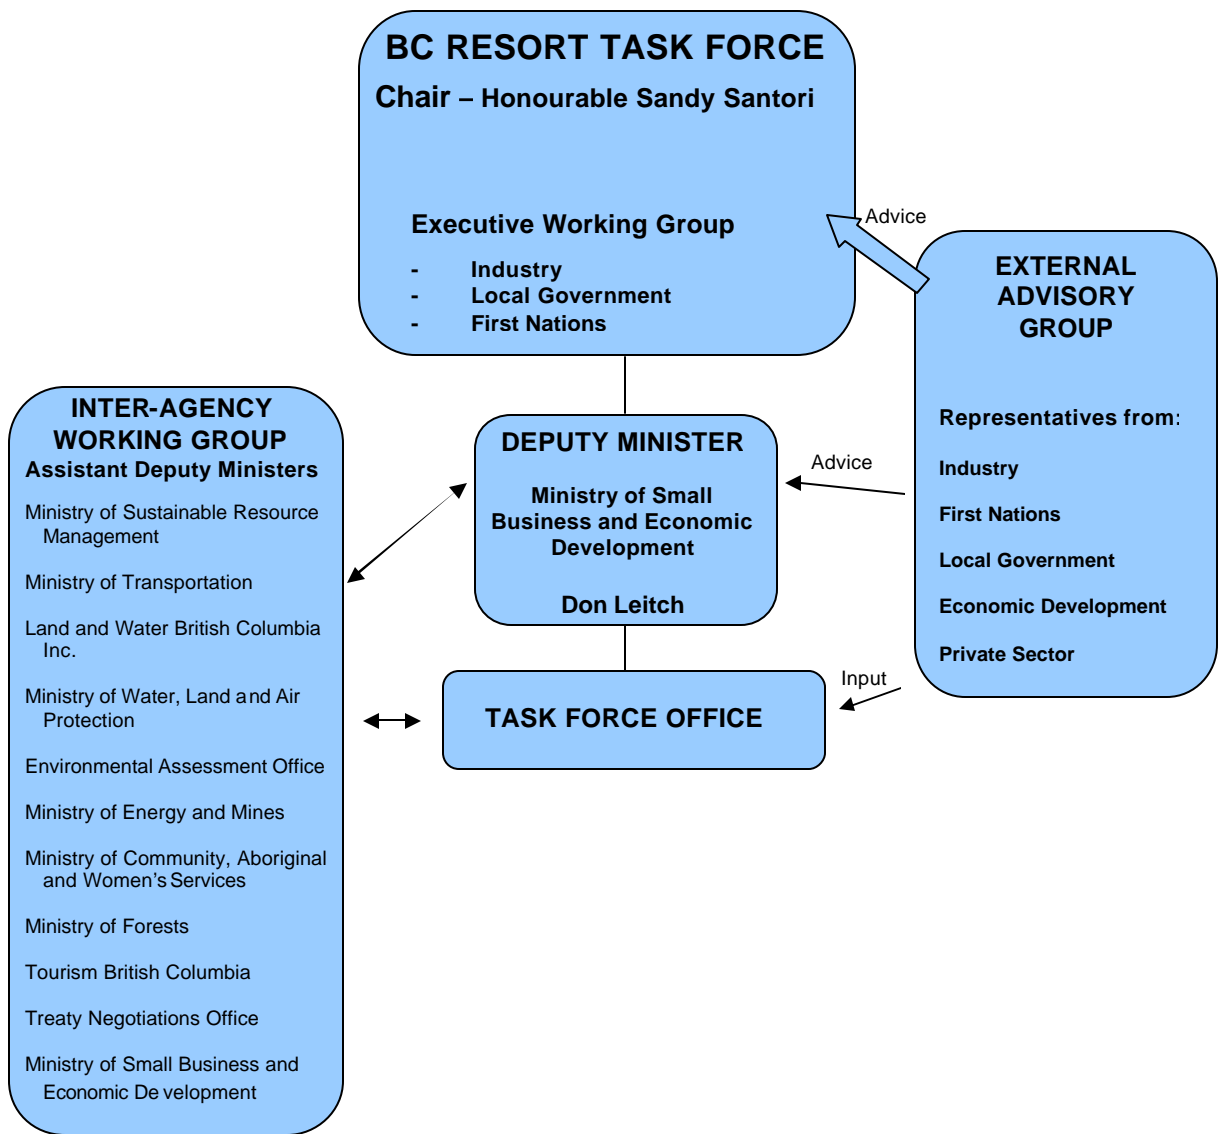 BC RESORT TASK FORCE
Chair – Honourable Sandy Santori
Executive Working Group
- Industry
- Local Government
- First Nations
Advice
EXTERNAL
ADVISORY
GROUP
Representatives from:
Industry
First Nations
Local Government
Economic Development
Private Sector
INTER-AGENCY
WORKING GROUP
Assistant Deputy Ministers
Ministry of Sustainable Resource
Management
Ministry of Transportation
Land and Water British Columbia
Inc.
Ministry of Water, Land and Air
Protection
Environmental Assessment Office
Ministry of Energy and Mines
Ministry of Community, Aboriginal
and Women's Services
Ministry of Forests
Tourism British Columbia
Treaty Negotiations Office
Ministry of Small Business and
Economic Development
DEPUTY MINISTER
Ministry of Small
Business and Economic
Development
Don Leitch
Advice
TASK FORCE OFFICE
Input